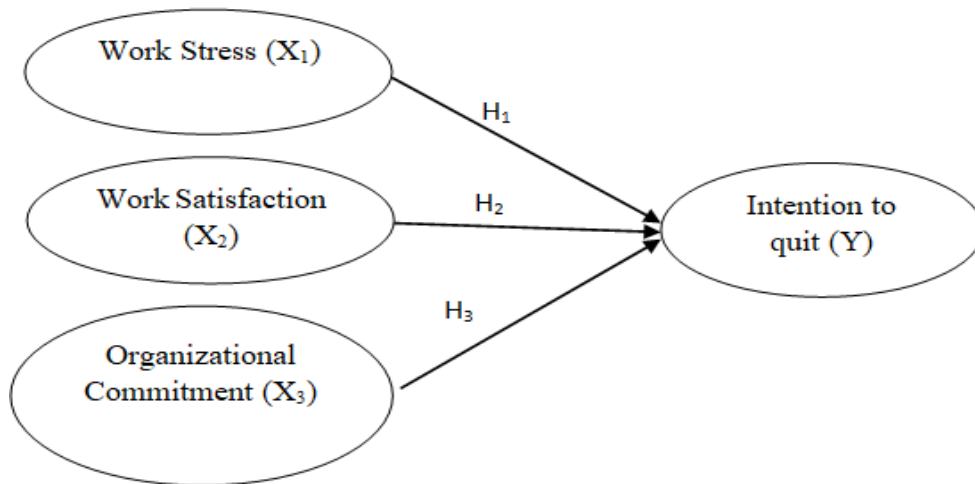 Work Stress (X₁)
H₁
Work Satisfaction
(X₂)
H₂
Intention to
quit (Y)
H₃
Organizational
Commitment (X₃)